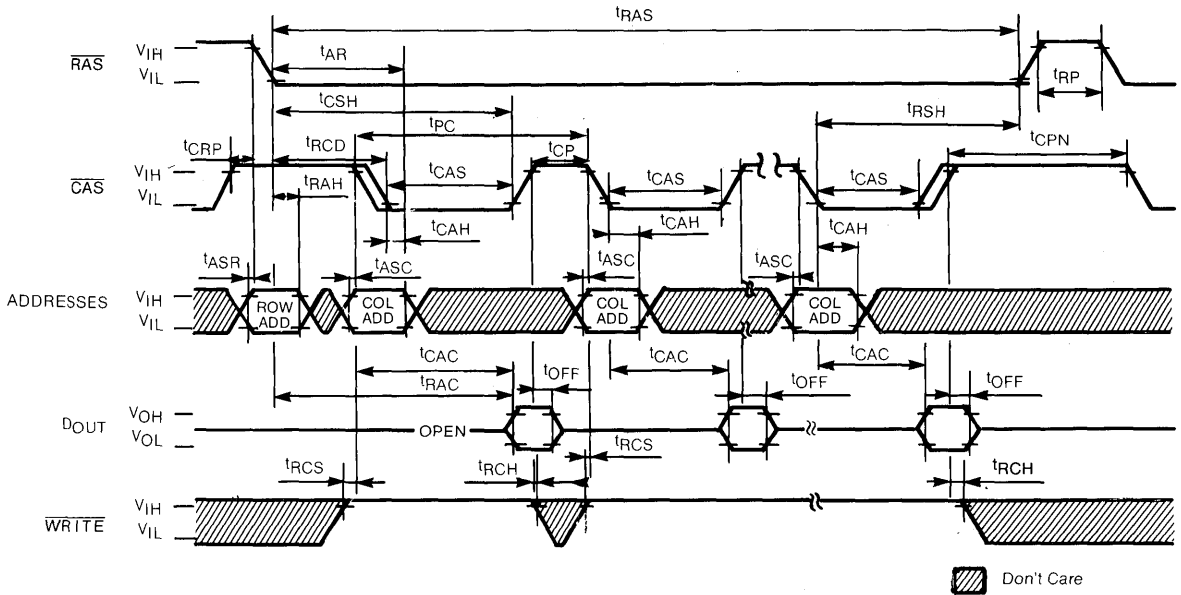 tRAS
RAS VIH
VIL
tAR
tRP
tCSH
tRSH
tPC
tCRP tRCD tCP tCPN
CAS VIH
VIL
tCAS tCAS tCAS
tRAH
tCAH tCAH tCAH
tASR tASC tASC tASC
ADDRESSES VIH
VIL
ROW ADD
COL ADD
COL ADD
COL ADD
tCAC tCAC tCAC
tOFF tOFF tOFF
tRAC
DOUT VOH
VOL
OPEN
tRCS tRCH tRCS tRCH
WRITE VIH
VIL
Don't Care